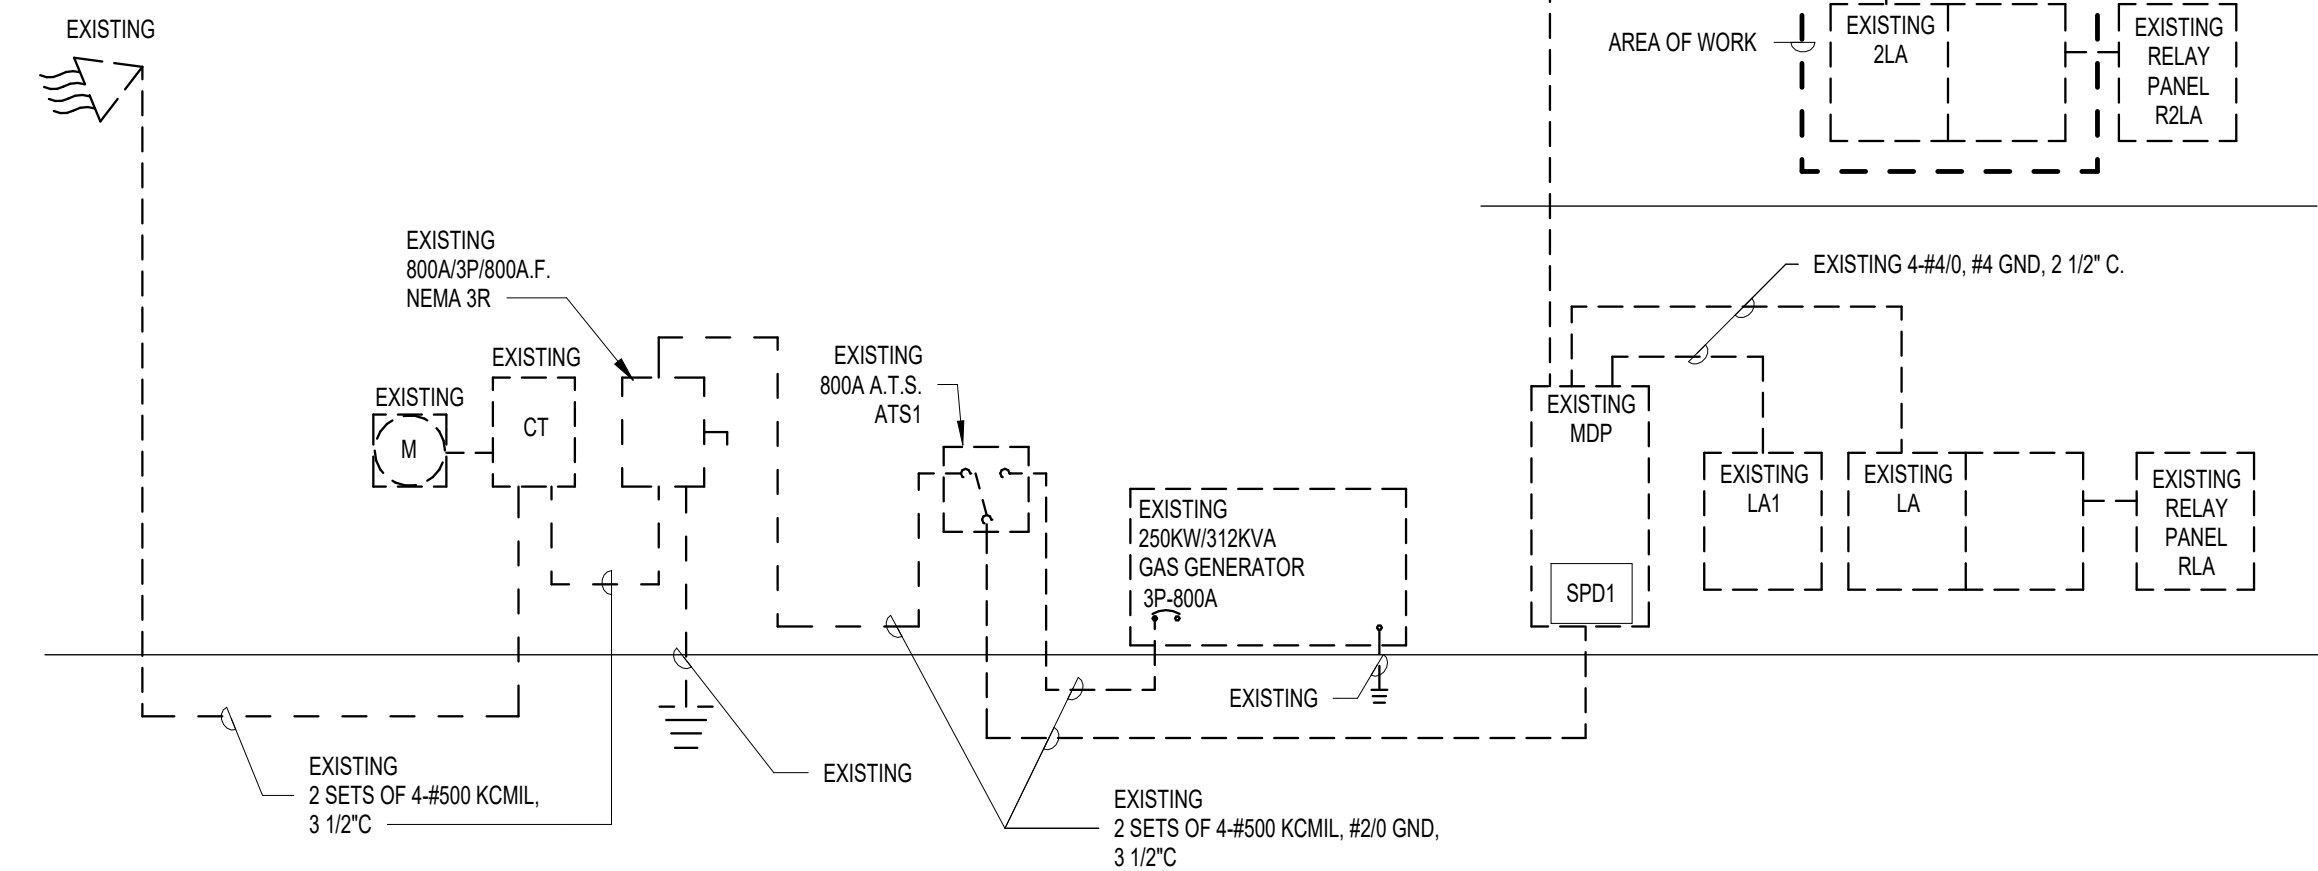 EXISTING
AREA OF WORK
EXISTING
2LA
EXISTING
RELAY
PANEL
R2LA
EXISTING
800A/3P/800A.F.
NEMA 3R
EXISTING 4-#4/0, #4 GND, 2 1/2" C.
EXISTING
M
EXISTING
CT
EXISTING
800A A.T.S.
ATS1
EXISTING
250KW/312KVA
GAS GENERATOR
3P-800A
EXISTING
MDP
SPD1
EXISTING
LA1
EXISTING
LA
EXISTING
RELAY
PANEL
RLA
EXISTING
EXISTING
2 SETS OF 4-#500 KCMIL,
3 1/2"C
EXISTING
EXISTING
2 SETS OF 4-#500 KCMIL, #2/0 GND,
3 1/2"C